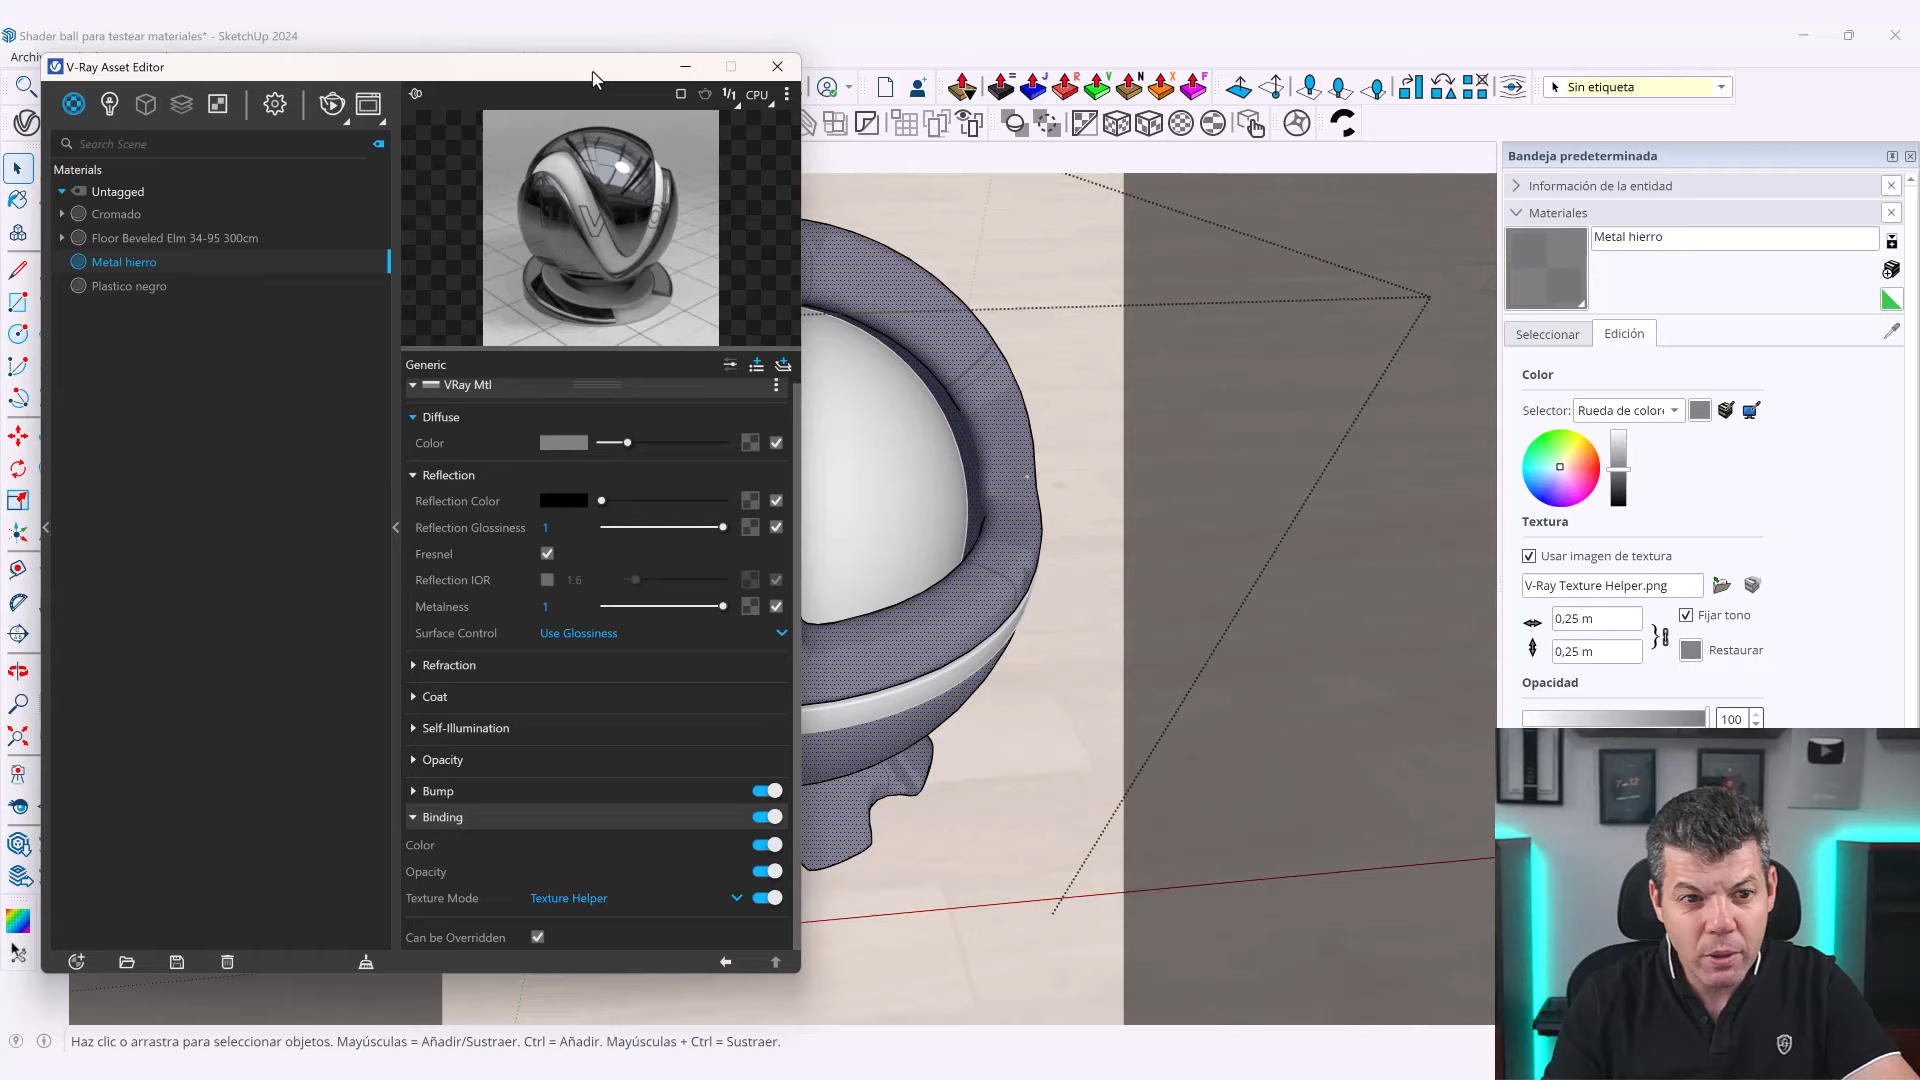 Shader ball para testear materiales* - SketchUp 2024
Archi
V-Ray Asset Editor
Search Scene
Materials
Untagged
Cromado
Floor Beveled Elm 34-95 300cm
Metal hierro
Plastico negro
1/1 CPU
Generic
VRay Mtl
Diffuse
Color
Reflection
Reflection Color
Reflection Glossiness 1
Fresnel
Reflection IOR 1.6
Metalness 1
Surface Control Use Glossiness
Refraction
Coat
Self-Illumination
Opacity
Bump
Binding
Color
Opacity
Texture Mode Texture Helper
Can be Overridden
Sin etiqueta
Bandeja predeterminada
Información de la entidad
Materiales
Metal hierro
Seleccionar Edición
Color
Selector: Rueda de color
Textura
Usar imagen de textura
V-Ray Texture Helper.png
0,25 m Fijar tono
0,25 m Restaurar
Opacidad
100
Haz clic o arrastra para seleccionar objetos. Mayúsculas = Añadir/Sustraer. Ctrl = Añadir. Mayúsculas + Ctrl = Sustraer.